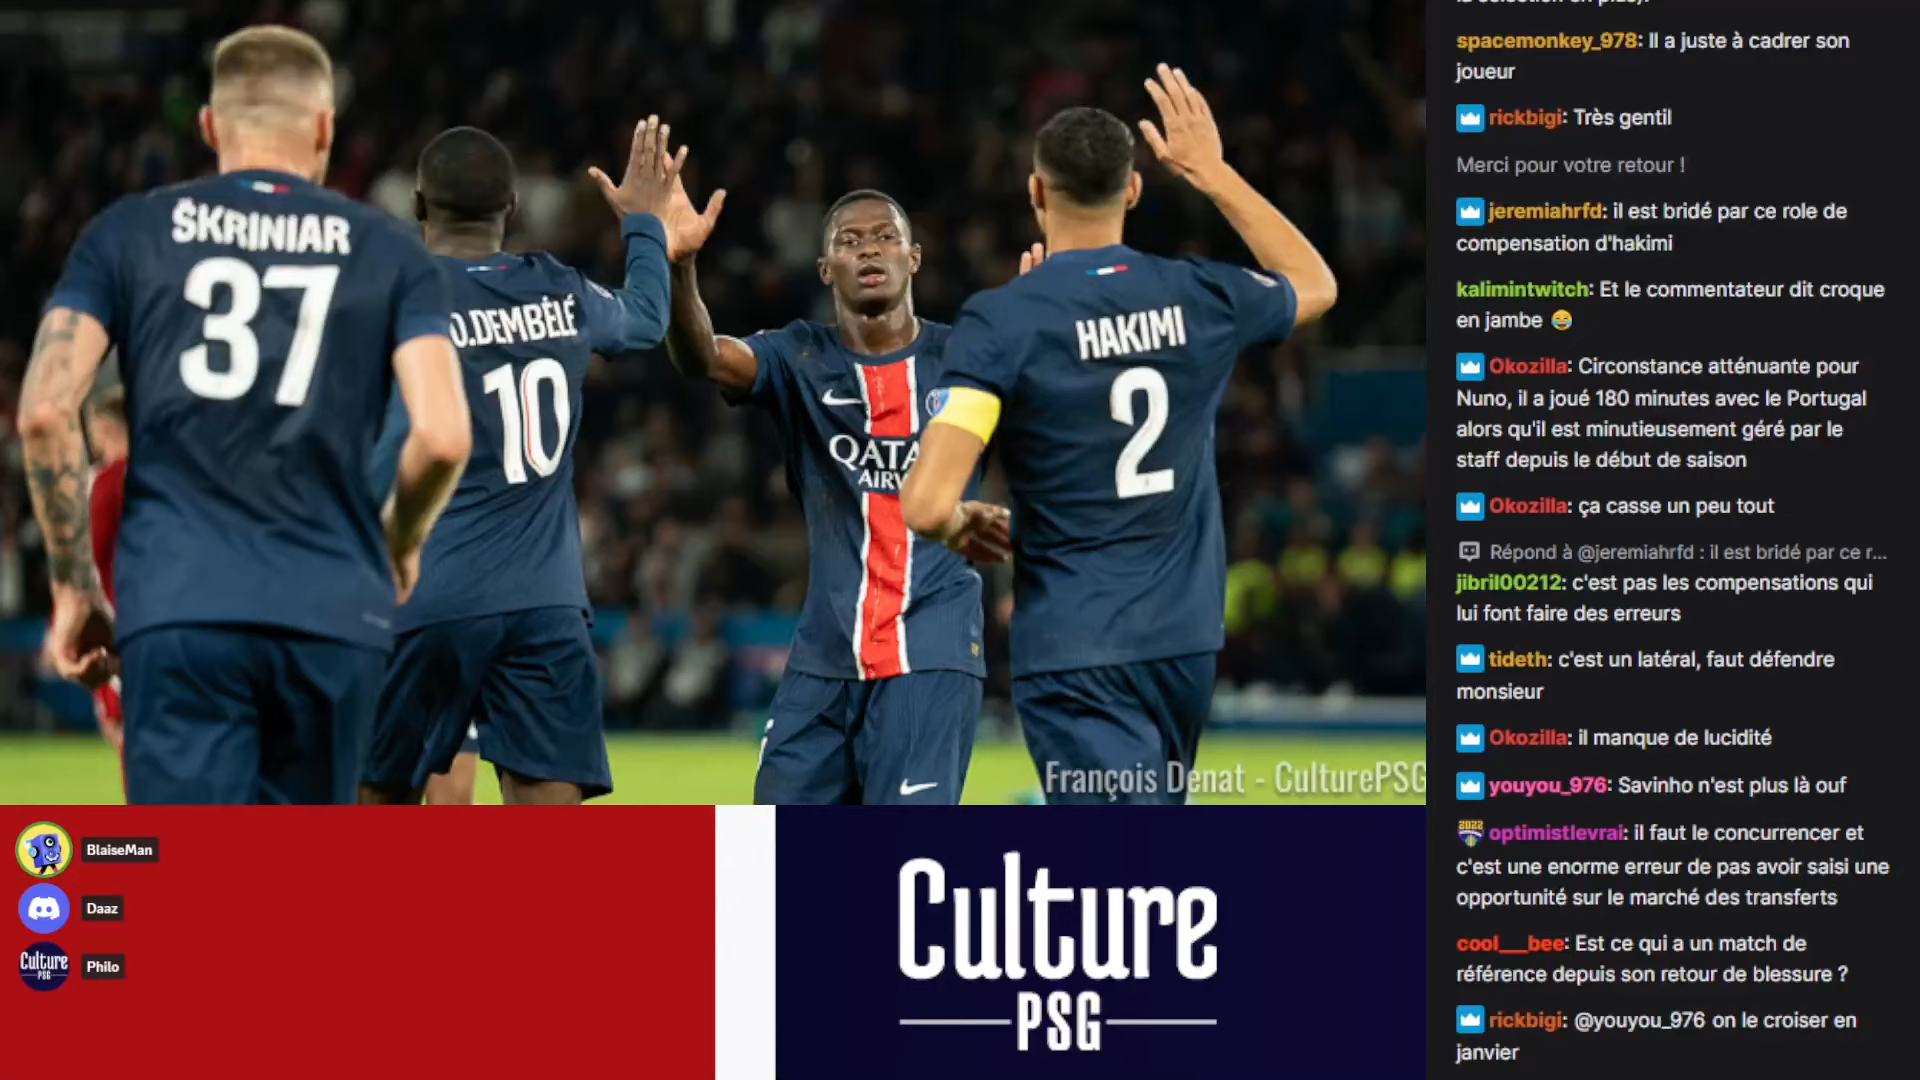 ŠKRINIAR
37
O.DEMBÉLÉ
10
QATA
AIRW
HAKIMI
2
François Denat - CulturePSG
BlaiseMan
Daaz
Culture
PSG
Philo
Culture
PSG
spacemonkey_978: Il a juste à cadrer son
joueur
rickbigi: Très gentil
Merci pour votre retour !
jeremiahrfd: il est bridé par ce role de
compensation d'hakimi
kalimintwitch: Et le commentateur dit croque
en jambe 😂
Okozilla: Circonstance atténuante pour
Nuno, il a joué 180 minutes avec le Portugal
alors qu'il est minutieusement géré par le
staff depuis le début de saison
Okozilla: ça casse un peu tout
Répond à @jeremiahrfd : il est bridé par ce r...
jibril00212: c'est pas les compensations qui
lui font faire des erreurs
tideth: c'est un latéral, faut défendre
monsieur
Okozilla: il manque de lucidité
youyou_976: Savinho n'est plus là ouf
2022 optimistlevrai: il faut le concurrencer et
c'est une enorme erreur de pas avoir saisi une
opportunité sur le marché des transferts
cool___bee: Est ce qui a un match de
référence depuis son retour de blessure ?
rickbigi: @youyou_976 on le croiser en
janvier